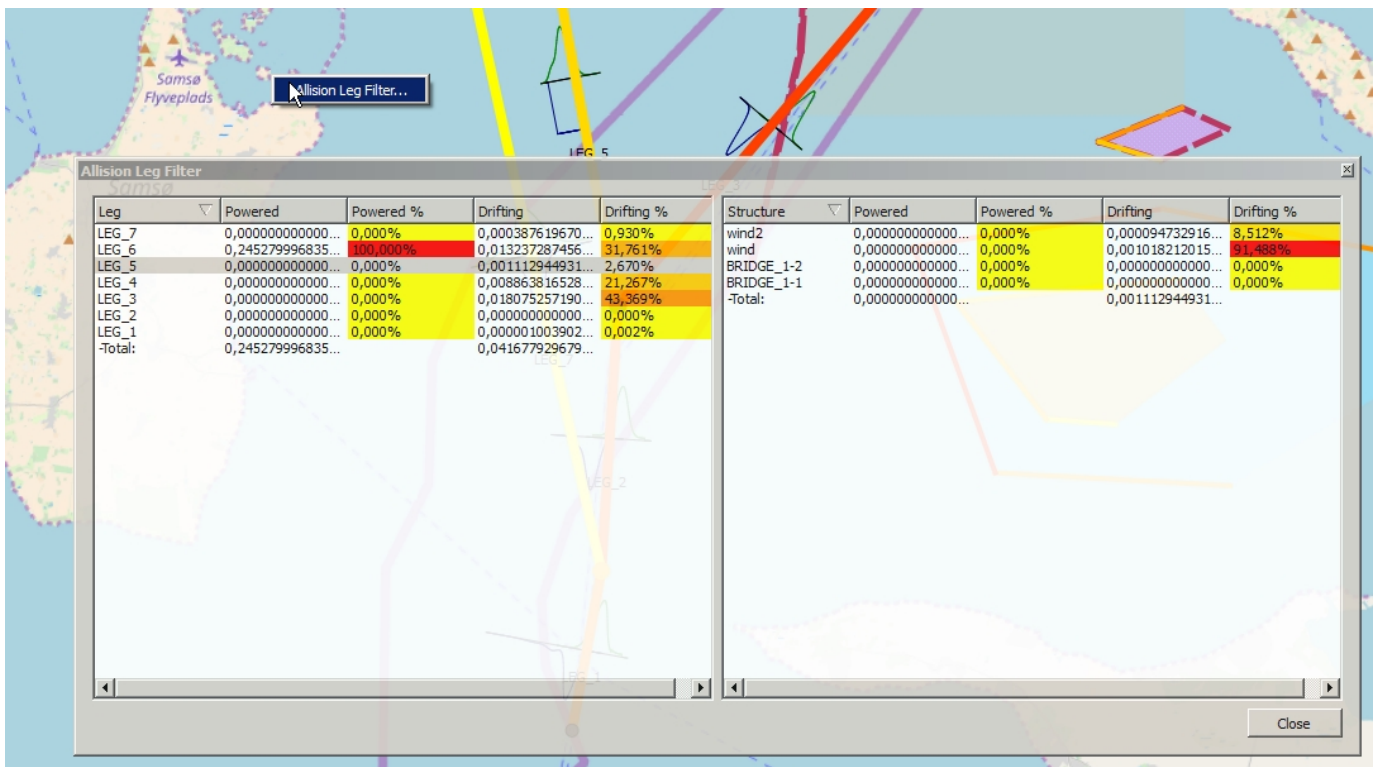 Samsø
Flyveplads
Allision Leg Filter...
LEG_5
Allision Leg Filter
Samsø
LEG_3
Leg Powered Powered % Drifting Drifting %
LEG_7 0,000000000000... 0,000% 0,000387619670... 0,930%
LEG_6 0,245279996835... 100,000% 0,013237287456... 31,761%
LEG_5 0,000000000000... 0,000% 0,001112944931... 2,670%
LEG_4 0,000000000000... 0,000% 0,008863816528... 21,267%
LEG_3 0,000000000000... 0,000% 0,018075257190... 43,369%
LEG_2 0,000000000000... 0,000% 0,000000000000... 0,000%
LEG_1 0,000000000000... 0,000% 0,000001003902... 0,002%
-Total: 0,245279996835... 0,041677929679...
Structure Powered Powered % Drifting Drifting %
wind2 0,000000000000... 0,000% 0,000094732916... 8,512%
wind 0,000000000000... 0,000% 0,001018212015... 91,488%
BRIDGE_1-2 0,000000000000... 0,000% 0,000000000000... 0,000%
BRIDGE_1-1 0,000000000000... 0,000% 0,000000000000... 0,000%
-Total: 0,000000000000... 0,001112944931...
LEG_7
LEG_2
LEG_1
Close